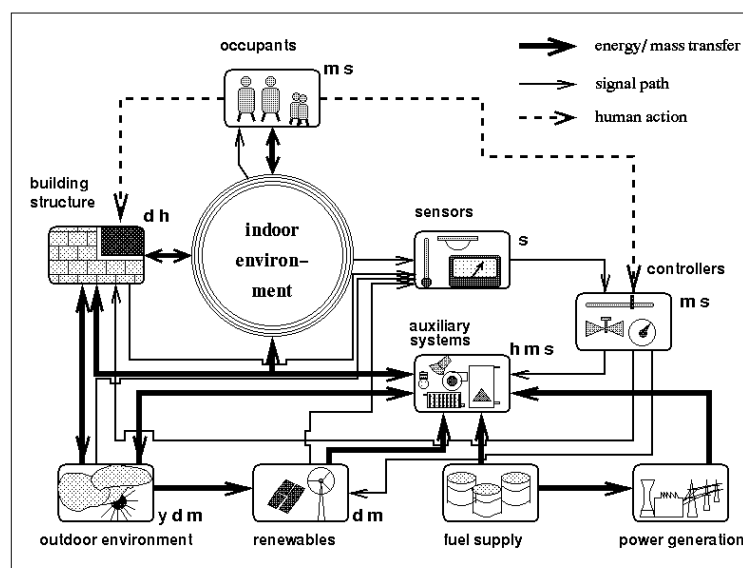 occupants
m s
energy/ mass transfer
signal path
human action
building
structure
d h
indoor
environ–
ment
sensors
s
controllers
m s
auxiliary
systems
h m s
y d m
outdoor environment
d m
renewables
fuel supply
power generation